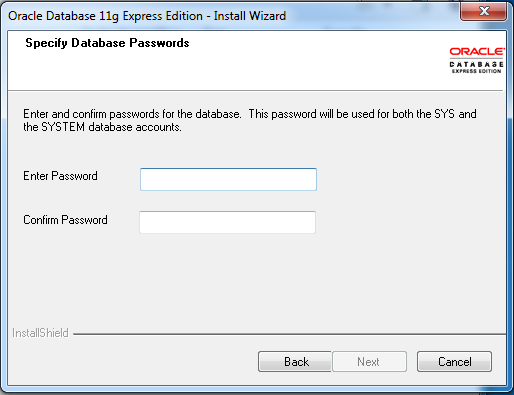 Oracle Database 11g Express Edition - Install Wizard
Specify Database Passwords
ORACLE
DATABASE
EXPRESS EDITION
Enter and confirm passwords for the database. This password will be used for both the SYS and
the SYSTEM database accounts.
Enter Password
Confirm Password
InstallShield
Back Next Cancel